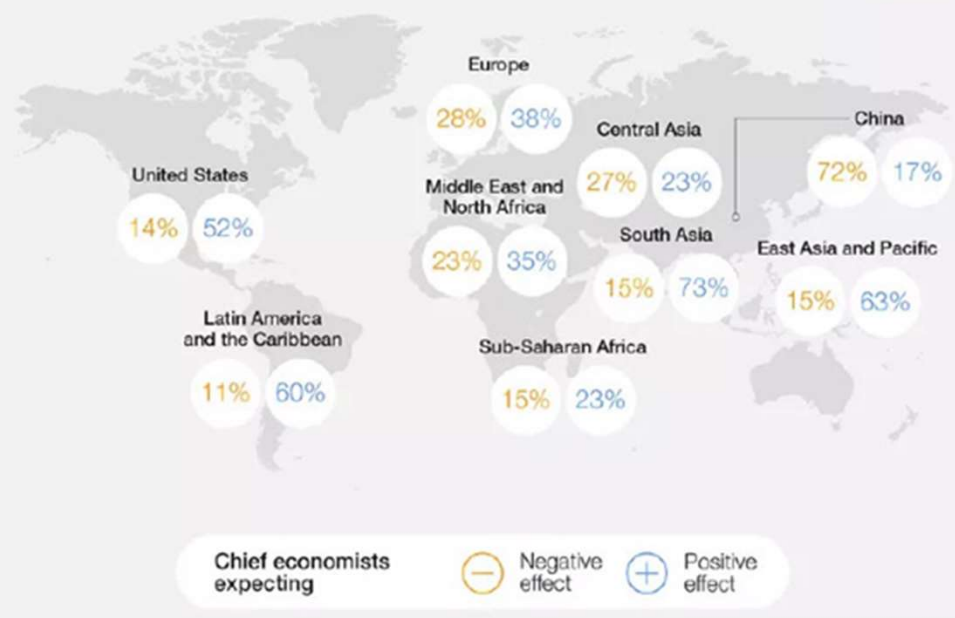 Europe
28% 38%
Central Asia
27% 23%
China
72% 17%
United States
14% 52%
Middle East and
North Africa
23% 35%
South Asia
15% 73%
East Asia and Pacific
15% 63%
Latin America
and the Caribbean
11% 60%
Sub-Saharan Africa
15% 23%
Chief economists
expecting
Negative
effect
Positive
effect